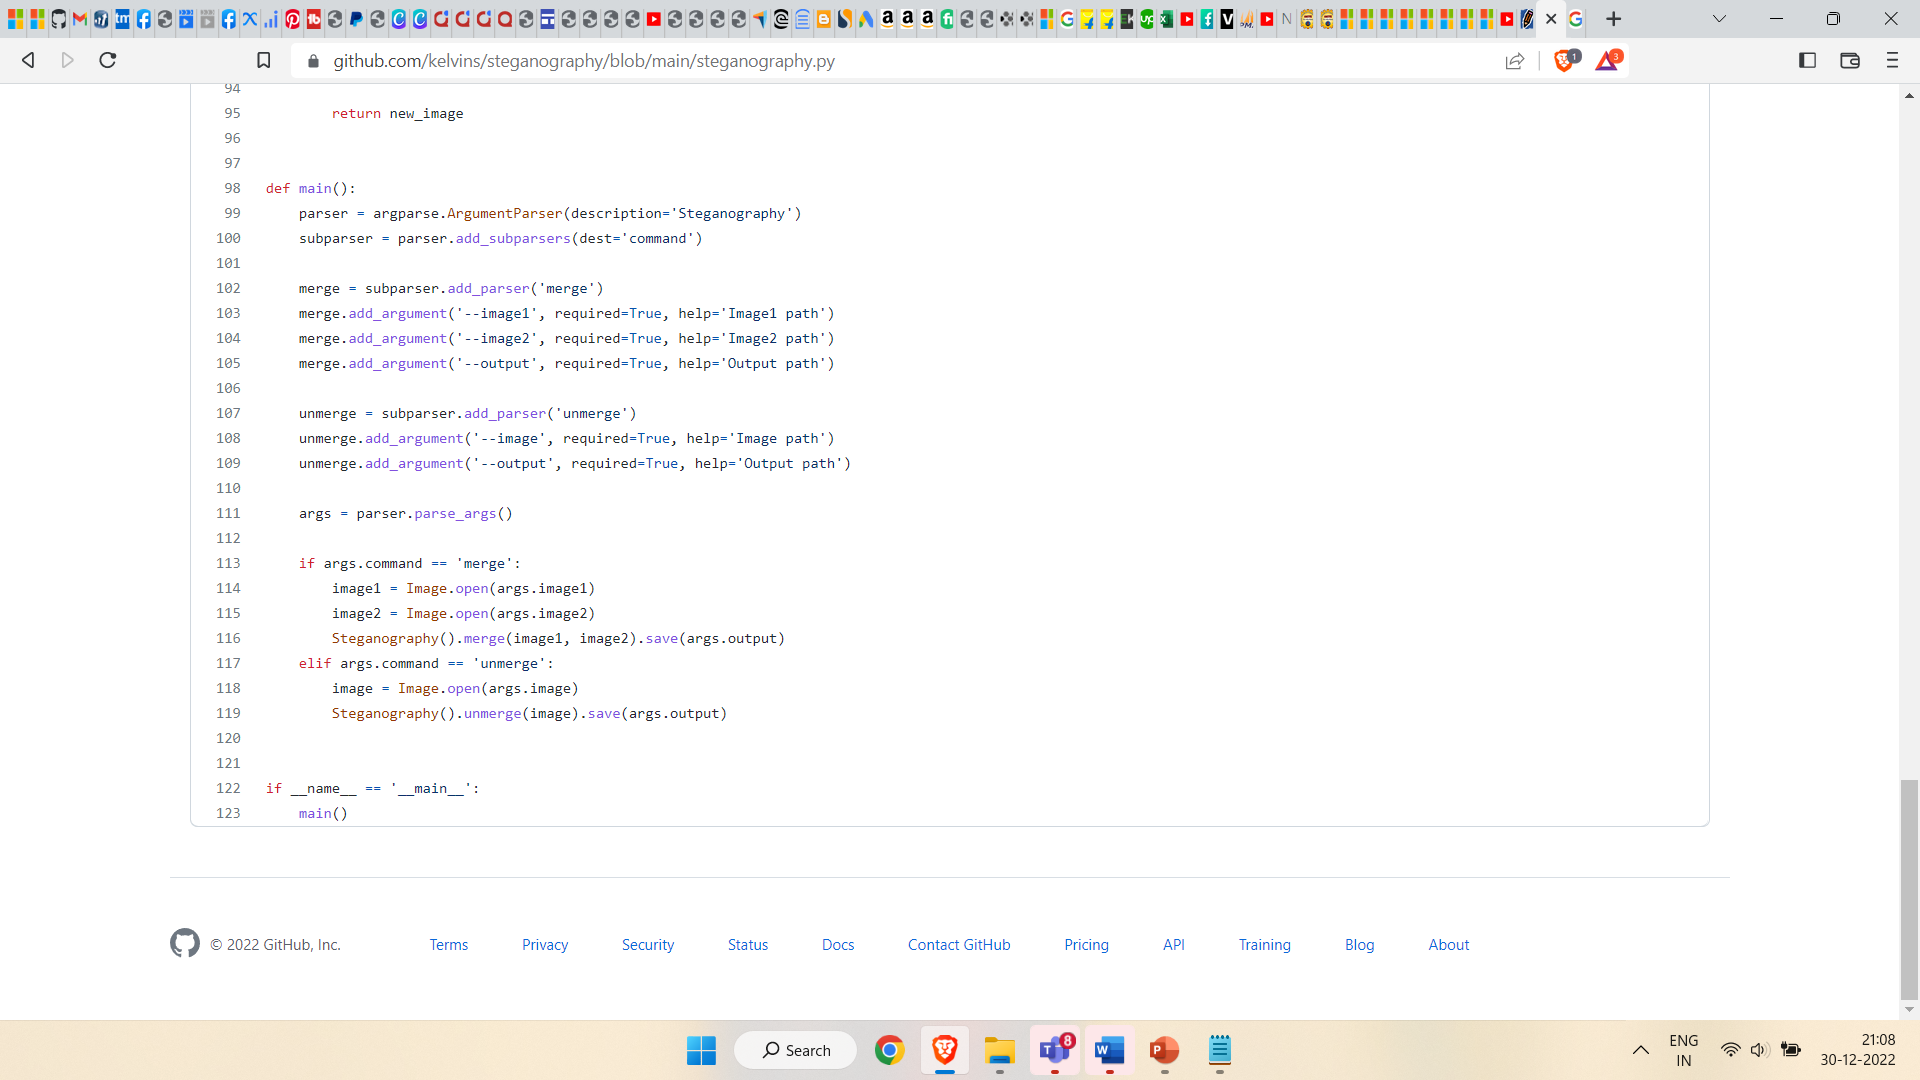 github.com/kelvins/steganography/blob/main/steganography.py
1
3
94
95 return new_image
96
97
98 def main():
99 parser = argparse.ArgumentParser(description='Steganography')
100 subparser = parser.add_subparsers(dest='command')
101
102 merge = subparser.add_parser('merge')
103 merge.add_argument('--image1', required=True, help='Image1 path')
104 merge.add_argument('--image2', required=True, help='Image2 path')
105 merge.add_argument('--output', required=True, help='Output path')
106
107 unmerge = subparser.add_parser('unmerge')
108 unmerge.add_argument('--image', required=True, help='Image path')
109 unmerge.add_argument('--output', required=True, help='Output path')
110
111 args = parser.parse_args()
112
113 if args.command == 'merge':
114 image1 = Image.open(args.image1)
115 image2 = Image.open(args.image2)
116 Steganography().merge(image1, image2).save(args.output)
117 elif args.command == 'unmerge':
118 image = Image.open(args.image)
119 Steganography().unmerge(image).save(args.output)
120
121
122 if __name__ == '__main__':
123 main()
© 2022 GitHub, Inc. Terms Privacy Security Status Docs Contact GitHub Pricing API Training Blog About
Search
8
ENG
IN
21:08
30-12-2022